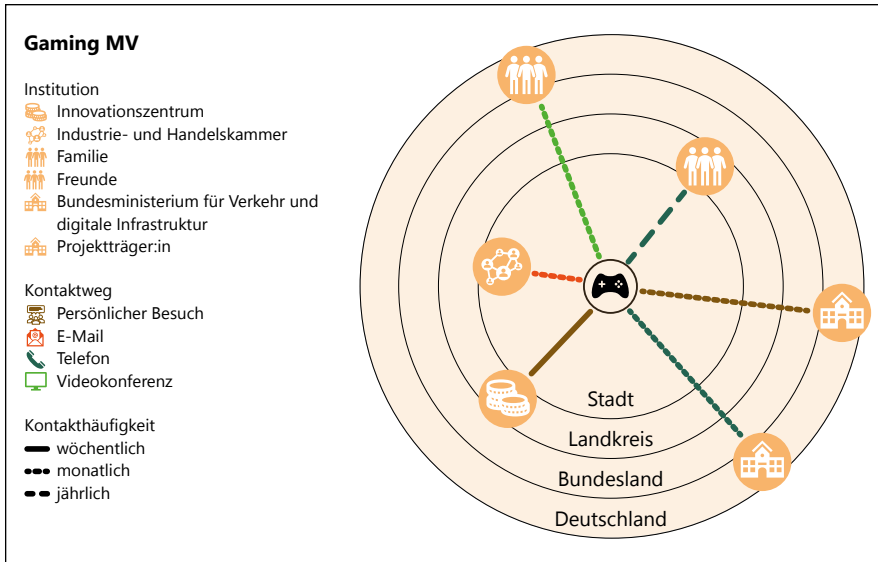 Gaming MV
Institution
Innovationszentrum
Industrie- und Handelskammer
Familie
Freunde
Bundesministerium für Verkehr und
digitale Infrastruktur
Projektträger:in
Kontaktweg
Persönlicher Besuch
E-Mail
Telefon
Videokonferenz
Kontakthäufigkeit
wöchentlich
monatlich
jährlich
Stadt
Landkreis
Bundesland
Deutschland